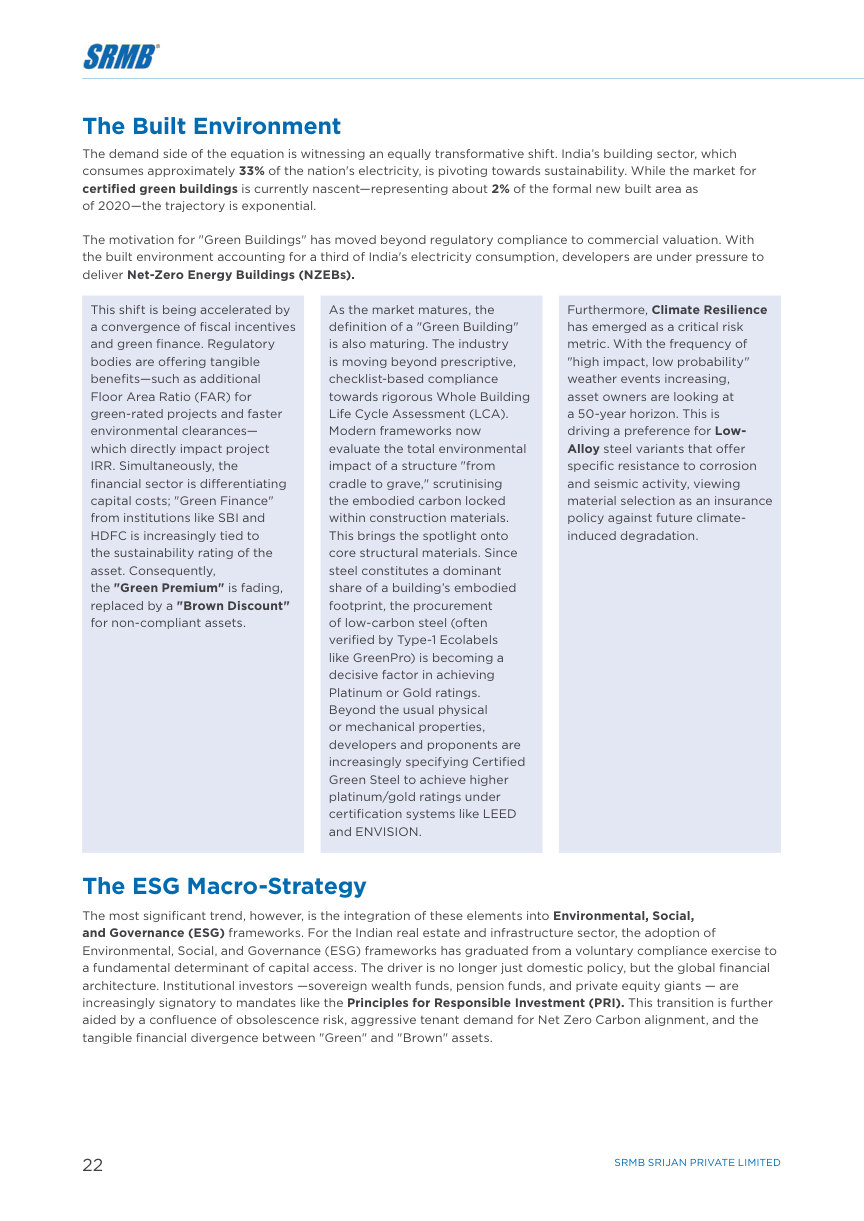 SRMB®
The Built Environment
The demand side of the equation is witnessing an equally transformative shift. India’s building sector, which
consumes approximately 33% of the nation's electricity, is pivoting towards sustainability. While the market for
certified green buildings is currently nascent—representing about 2% of the formal new built area as
of 2020—the trajectory is exponential.
The motivation for "Green Buildings" has moved beyond regulatory compliance to commercial valuation. With
the built environment accounting for a third of India's electricity consumption, developers are under pressure to
deliver Net-Zero Energy Buildings (NZEBs).
This shift is being accelerated by
a convergence of fiscal incentives
and green finance. Regulatory
bodies are offering tangible
benefits—such as additional
Floor Area Ratio (FAR) for
green-rated projects and faster
environmental clearances—
which directly impact project
IRR. Simultaneously, the
financial sector is differentiating
capital costs; "Green Finance"
from institutions like SBI and
HDFC is increasingly tied to
the sustainability rating of the
asset. Consequently,
the "Green Premium" is fading,
replaced by a "Brown Discount"
for non-compliant assets.
As the market matures, the
definition of a "Green Building"
is also maturing. The industry
is moving beyond prescriptive,
checklist-based compliance
towards rigorous Whole Building
Life Cycle Assessment (LCA).
Modern frameworks now
evaluate the total environmental
impact of a structure "from
cradle to grave," scrutinising
the embodied carbon locked
within construction materials.
This brings the spotlight onto
core structural materials. Since
steel constitutes a dominant
share of a building’s embodied
footprint, the procurement
of low-carbon steel (often
verified by Type-1 Ecolabels
like GreenPro) is becoming a
decisive factor in achieving
Platinum or Gold ratings.
Beyond the usual physical
or mechanical properties,
developers and proponents are
increasingly specifying Certified
Green Steel to achieve higher
platinum/gold ratings under
certification systems like LEED
and ENVISION.
Furthermore, Climate Resilience
has emerged as a critical risk
metric. With the frequency of
"high impact, low probability"
weather events increasing,
asset owners are looking at
a 50-year horizon. This is
driving a preference for Low-
Alloy steel variants that offer
specific resistance to corrosion
and seismic activity, viewing
material selection as an insurance
policy against future climate-
induced degradation.
The ESG Macro-Strategy
The most significant trend, however, is the integration of these elements into Environmental, Social,
and Governance (ESG) frameworks. For the Indian real estate and infrastructure sector, the adoption of
Environmental, Social, and Governance (ESG) frameworks has graduated from a voluntary compliance exercise to
a fundamental determinant of capital access. The driver is no longer just domestic policy, but the global financial
architecture. Institutional investors —sovereign wealth funds, pension funds, and private equity giants — are
increasingly signatory to mandates like the Principles for Responsible Investment (PRI). This transition is further
aided by a confluence of obsolescence risk, aggressive tenant demand for Net Zero Carbon alignment, and the
tangible financial divergence between "Green" and "Brown" assets.
22
SRMB SRIJAN PRIVATE LIMITED